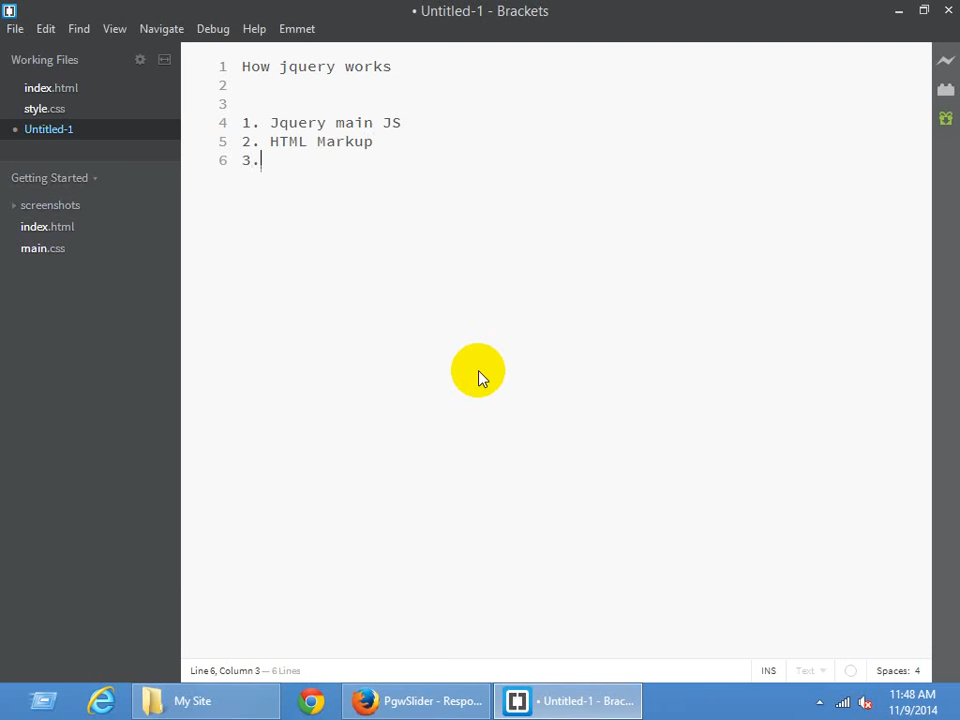 • Untitled-1 - Brackets
File Edit Find View Navigate Debug Help Emmet
Working Files
index.html
style.css
• Untitled-1
Getting Started
screenshots
index.html
main.css
1 How jquery works
2
3
4 1. Jquery main JS
5 2. HTML Markup
6 3.
Line 6, Column 3 — 6 Lines
INS Text Spaces: 4
My Site
PgwSlider - Respo...
• Untitled-1 - Brac...
11:48 AM
11/9/2014